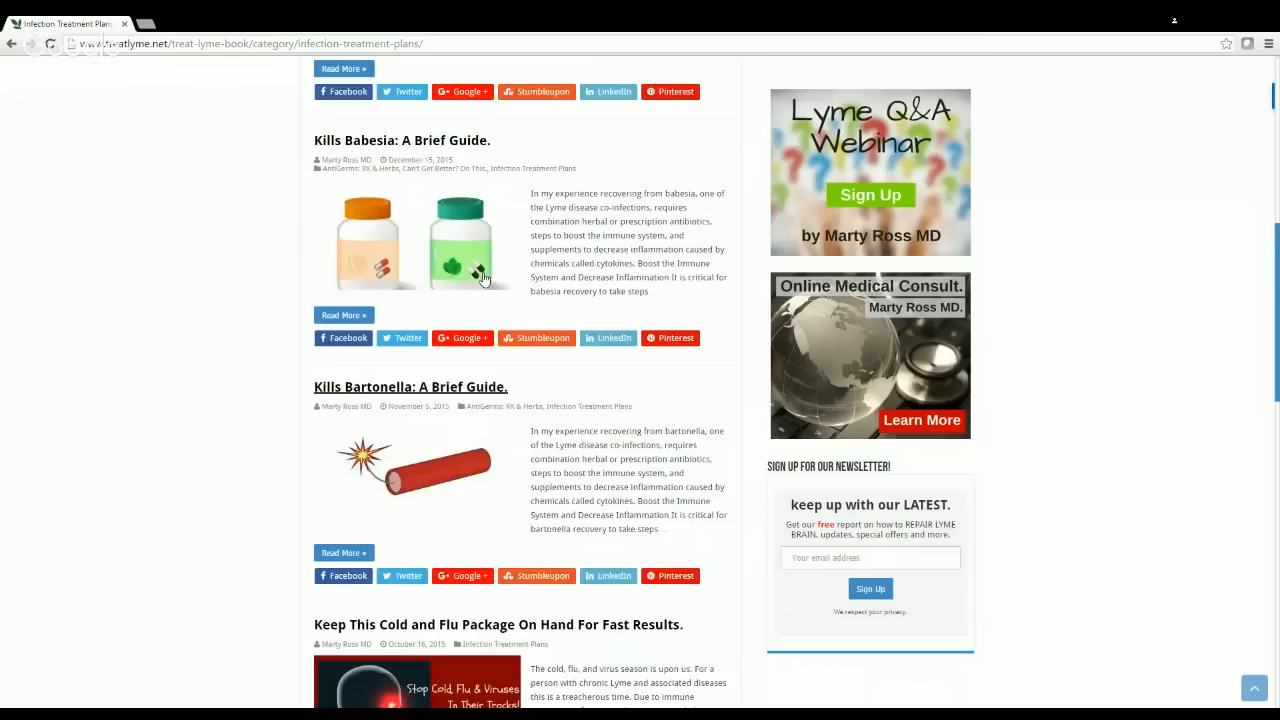 Infection Treatment Plan
www.treatlyme.net/treat-lyme-book/category/infection-treatment-plans/
Read More »
Facebook Twitter Google + Stumbleupon LinkedIn Pinterest
Kills Babesia: A Brief Guide.
Marty Ross MD December 15, 2015
AntiGerms: RX & Herbs, Can't Get Better? Do This., Infection Treatment Plans
In my experience recovering from babesia, one of
the Lyme disease co-infections, requires
combination herbal or prescription antibiotics,
steps to boost the immune system, and
supplements to decrease inflammation caused by
chemicals called cytokines. Boost the Immune
System and Decrease Inflammation It is critical for
babesia recovery to take steps ...
Read More »
Facebook Twitter Google + Stumbleupon LinkedIn Pinterest
Kills Bartonella: A Brief Guide.
Marty Ross MD November 5, 2015 AntiGerms: RX & Herbs, Infection Treatment Plans
In my experience recovering from bartonella, one
of the Lyme disease co-infections, requires
combination herbal or prescription antibiotics,
steps to boost the immune system, and
supplements to decrease inflammation caused by
chemicals called cytokines. Boost the Immune
System and Decrease Inflammation It is critical for
bartonella recovery to take steps ...
Read More »
Facebook Twitter Google + Stumbleupon LinkedIn Pinterest
Keep This Cold and Flu Package On Hand For Fast Results.
Marty Ross MD October 16, 2015 Infection Treatment Plans
Stop Cold, Flu & Viruses
In Their Tracks!
The cold, flu, and virus season is upon us. For a
person with chronic Lyme and associated diseases
this is a treacherous time. Due to immune
Lyme Q&A
Webinar
Sign Up
by Marty Ross MD
Online Medical Consult.
Marty Ross MD.
Learn More
SIGN UP FOR OUR NEWSLETTER!
keep up with our LATEST.
Get our free report on how to REPAIR LYME
BRAIN, updates, special offers and more.
Your email address
Sign Up
We respect your privacy.